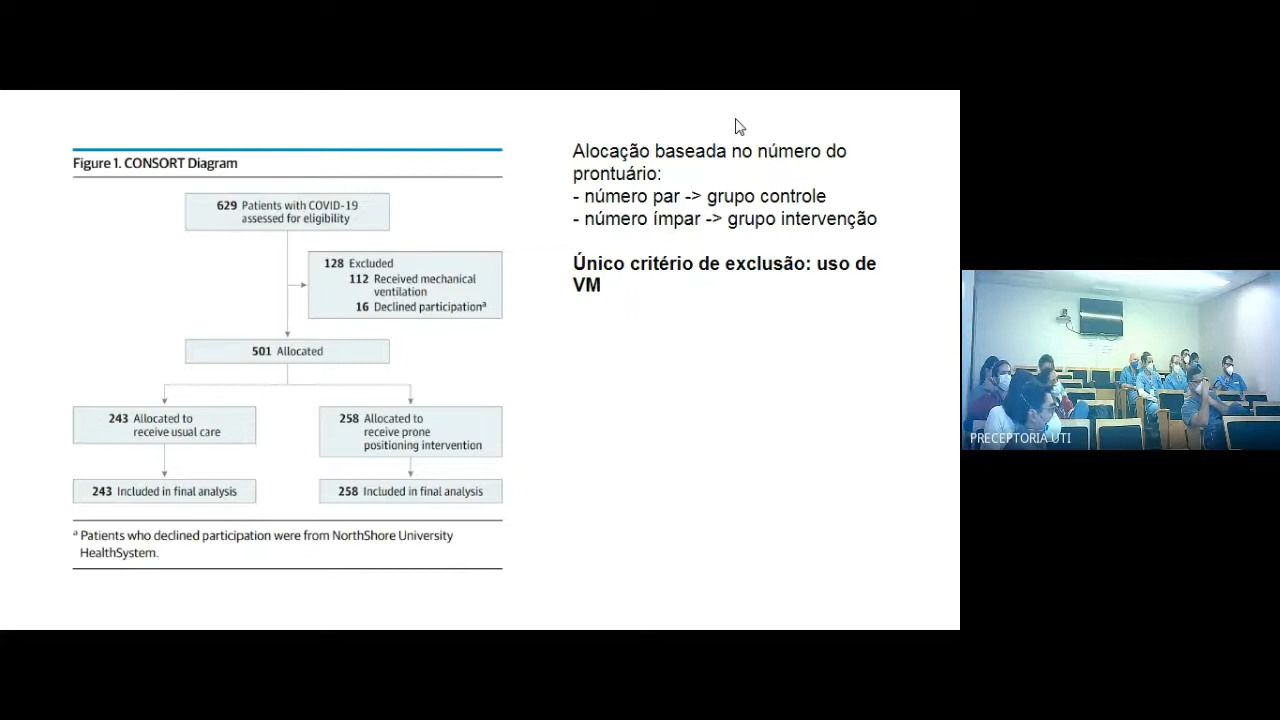 Figure 1. CONSORT Diagram
629 Patients with COVID-19
assessed for eligibility
128 Excluded
112 Received mechanical
ventilation
16 Declined participationᵃ
501 Allocated
243 Allocated to
receive usual care
258 Allocated to
receive prone
positioning intervention
243 Included in final analysis
258 Included in final analysis
ᵃ Patients who declined participation were from NorthShore University
HealthSystem.
Alocação baseada no número do
prontuário:
- número par -> grupo controle
- número ímpar -> grupo intervenção
Único critério de exclusão: uso de
VM
PRECEPTORIA UTI